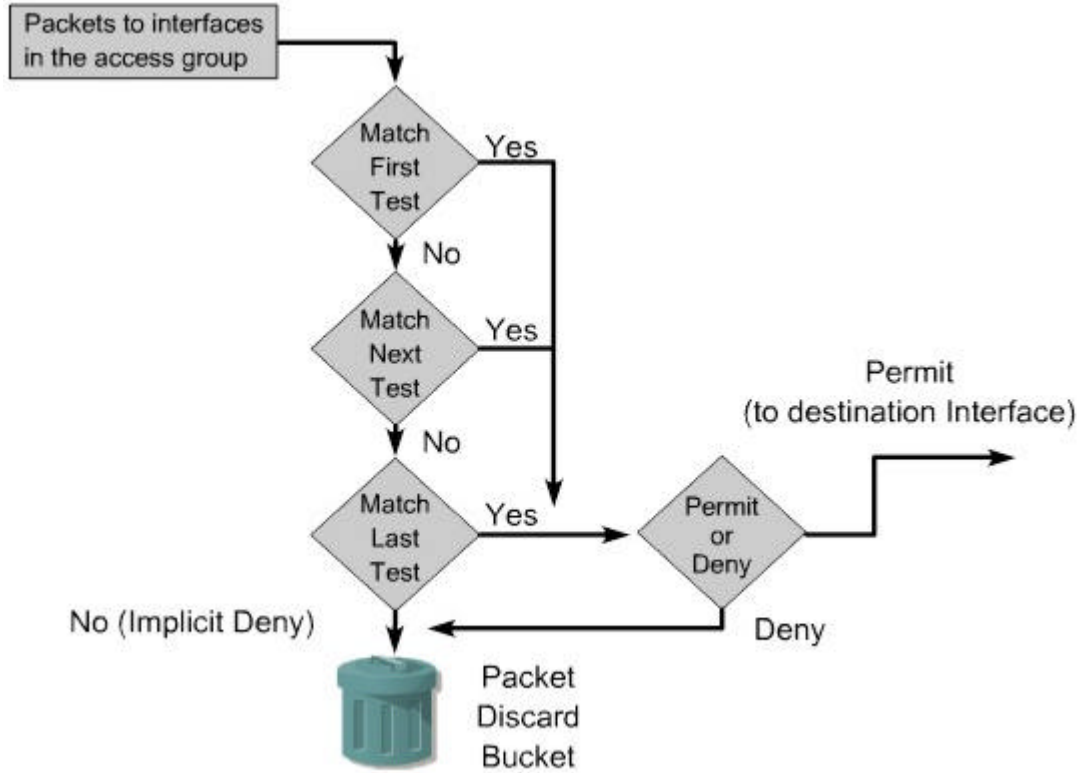 Packets to interfaces
in the access group
Match
First
Test
Yes
No
Match
Next
Test
Yes
No
Match
Last
Test
Yes
Permit
or
Deny
Permit
(to destination Interface)
No (Implicit Deny)
Deny
Packet
Discard
Bucket